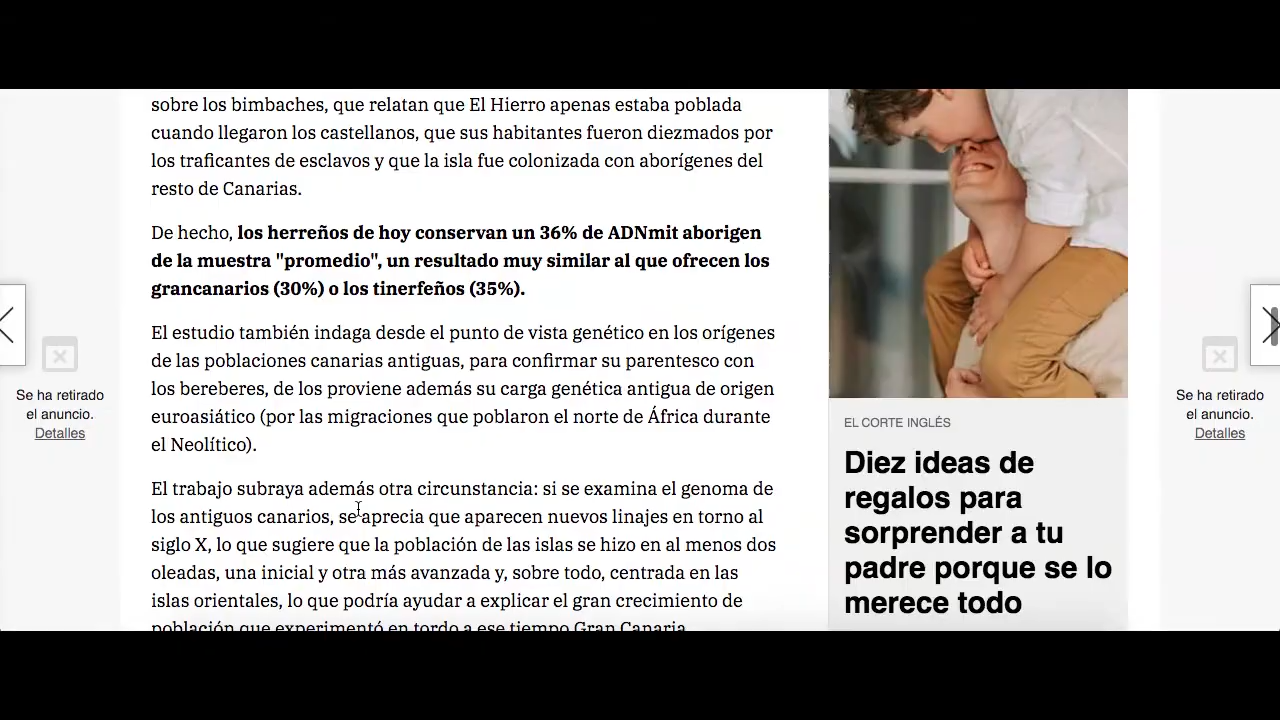 sobre los bimbaches, que relatan que El Hierro apenas estaba poblada
cuando llegaron los castellanos, que sus habitantes fueron diezmados por
los traficantes de esclavos y que la isla fue colonizada con aborígenes del
resto de Canarias.
De hecho, los herreños de hoy conservan un 36% de ADNmit aborigen
de la muestra "promedio", un resultado muy similar al que ofrecen los
grancanarios (30%) o los tinerfeños (35%).
El estudio también indaga desde el punto de vista genético en los orígenes
de las poblaciones canarias antiguas, para confirmar su parentesco con
los bereberes, de los proviene además su carga genética antigua de origen
euroasiático (por las migraciones que poblaron el norte de África durante
el Neolítico).
El trabajo subraya además otra circunstancia: si se examina el genoma de
los antiguos canarios, se aprecia que aparecen nuevos linajes en torno al
siglo X, lo que sugiere que la población de las islas se hizo en al menos dos
oleadas, una inicial y otra más avanzada y, sobre todo, centrada en las
islas orientales, lo que podría ayudar a explicar el gran crecimiento de
población que experimentó en tordo a ese tiempo Gran Canaria.
Se ha retirado
el anuncio.
Detalles
EL CORTE INGLÉS
Diez ideas de
regalos para
sorprender a tu
padre porque se lo
merece todo
Se ha retirado
el anuncio.
Detalles